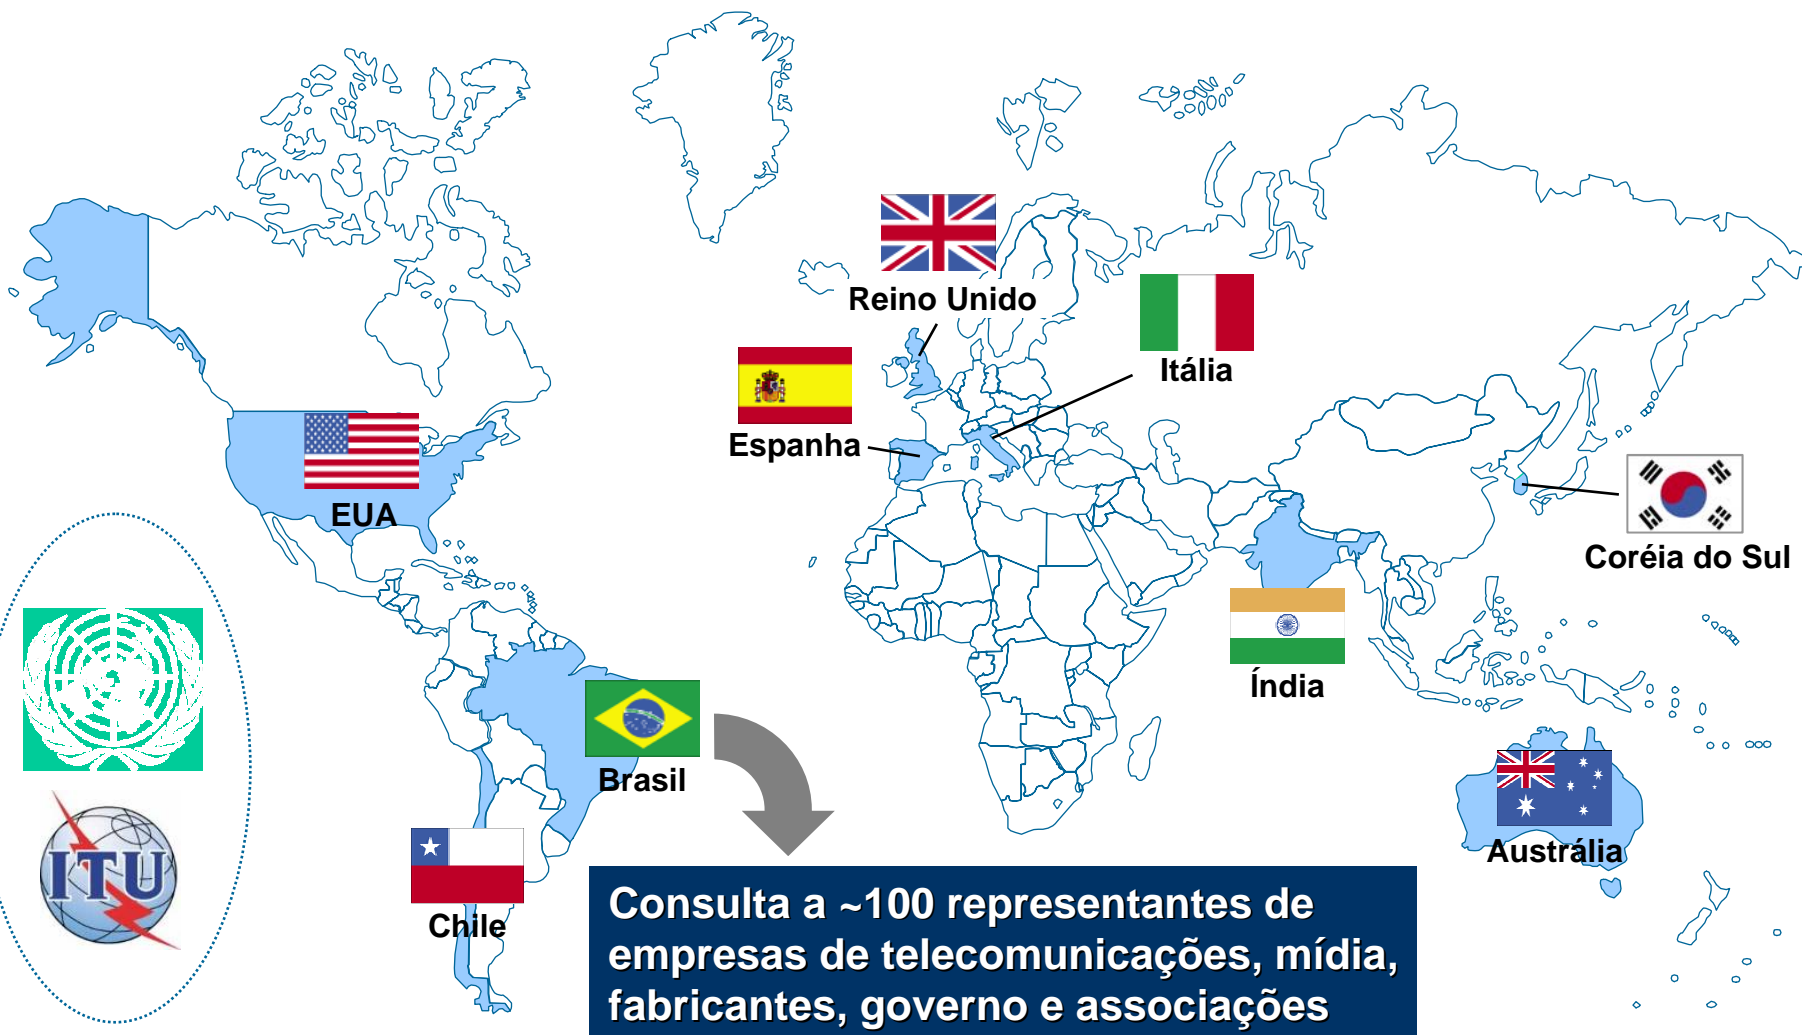 Reino Unido
Itália
Espanha
EUA
Coréia do Sul
Índia
Brasil
ITU
Austrália
Chile
Consulta a ~100 representantes de
empresas de telecomunicações, mídia,
fabricantes, governo e associações